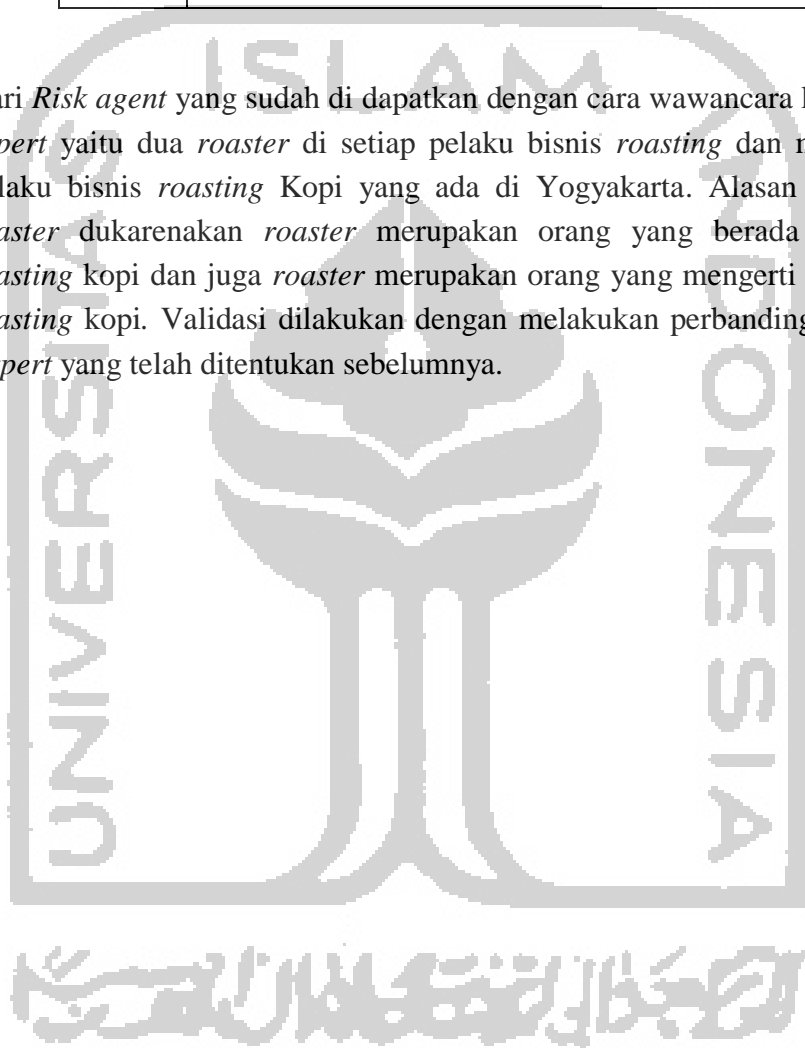 ari Risk agent yang sudah di dapatkan dengan cara wawancara
pert yaitu dua roaster di setiap pelaku bisnis roasting dan
laku bisnis roasting Kopi yang ada di Yogyakarta. Alasan
aster dukarenakan roaster merupakan orang yang berada
asting kopi dan juga roaster merupakan orang yang mengerti
asting kopi. Validasi dilakukan dengan melakukan perbanding
pert yang telah ditentukan sebelumnya.
ISLAM
UNIVERSITAS
INDONESIA